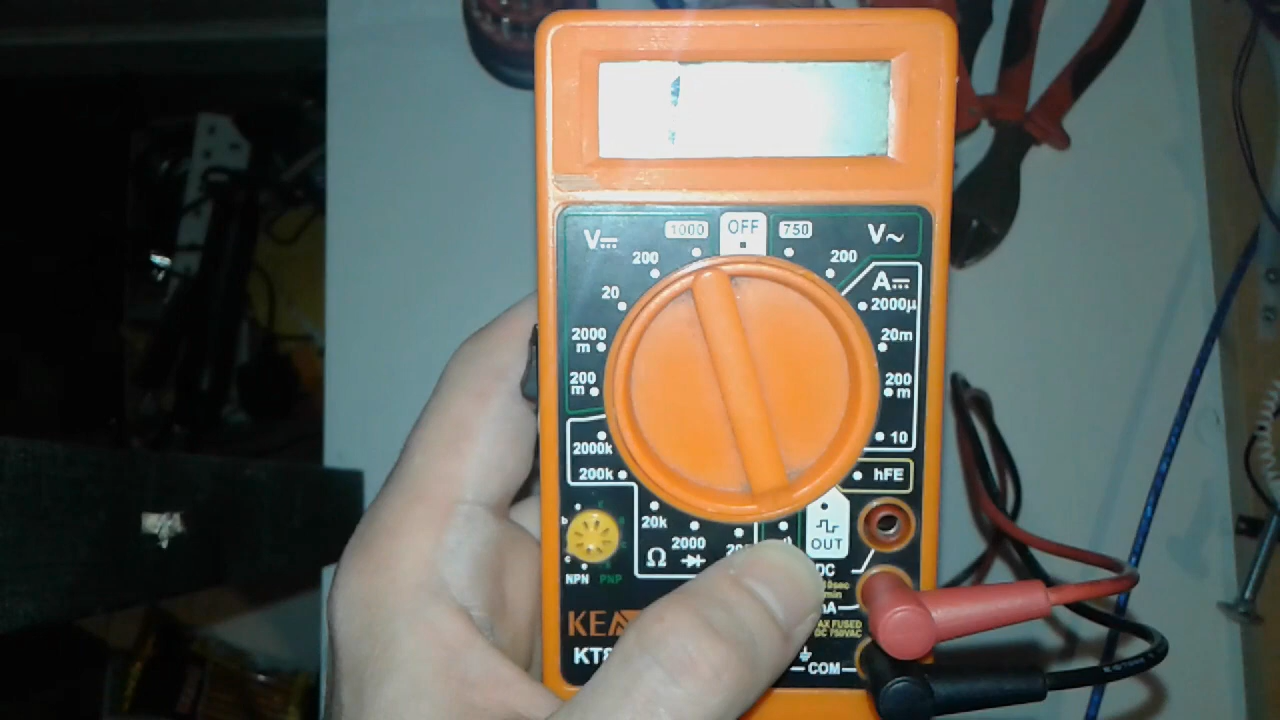 V⎓ 1000 OFF 750 V~
200 200
A⎓
20 2000µ
2000
m 20m
200
m 200
m
10
2000k
200k hFE
20k
Ω 2000
OUT
NPN PNP
COM